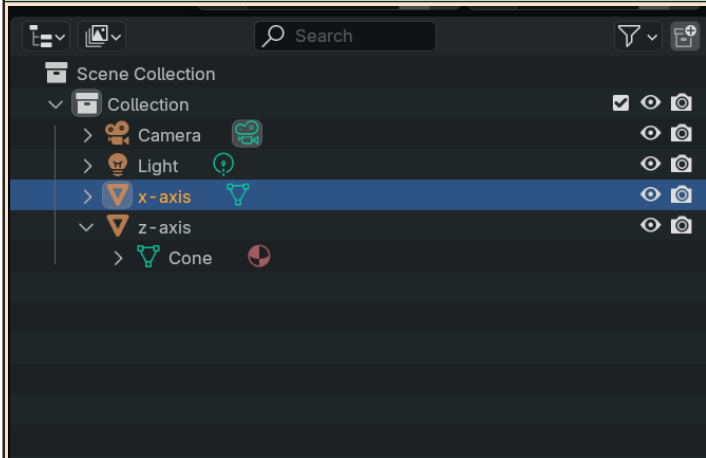 Search
Scene Collection
Collection
Camera
Light
x-axis
z-axis
Cone